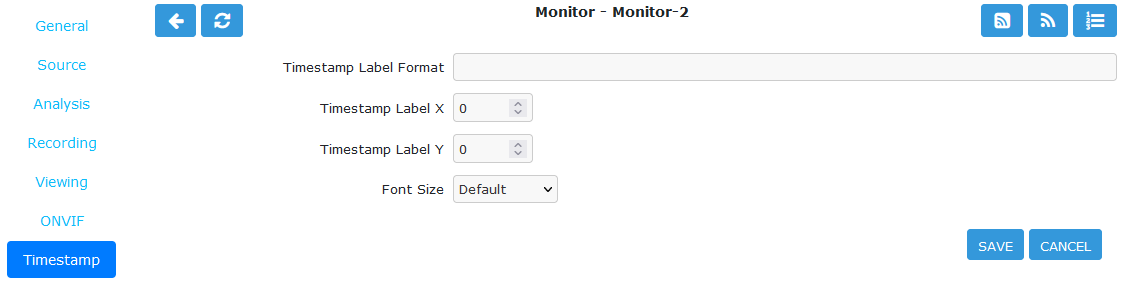 Monitor - Monitor-2
General
Source
Analysis
Recording
Viewing
ONVIF
Timestamp
Timestamp Label Format
Timestamp Label X 0
Timestamp Label Y 0
Font Size Default
SAVE CANCEL